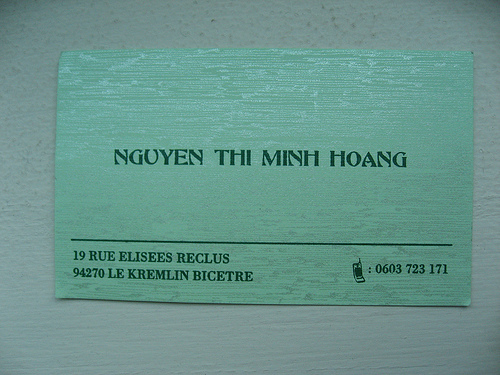 NGUYEN THI MINH HOANG
19 RUE ELISEES RECLUS
94270 LE KREMLIN BICETRE
: 0603 723 171